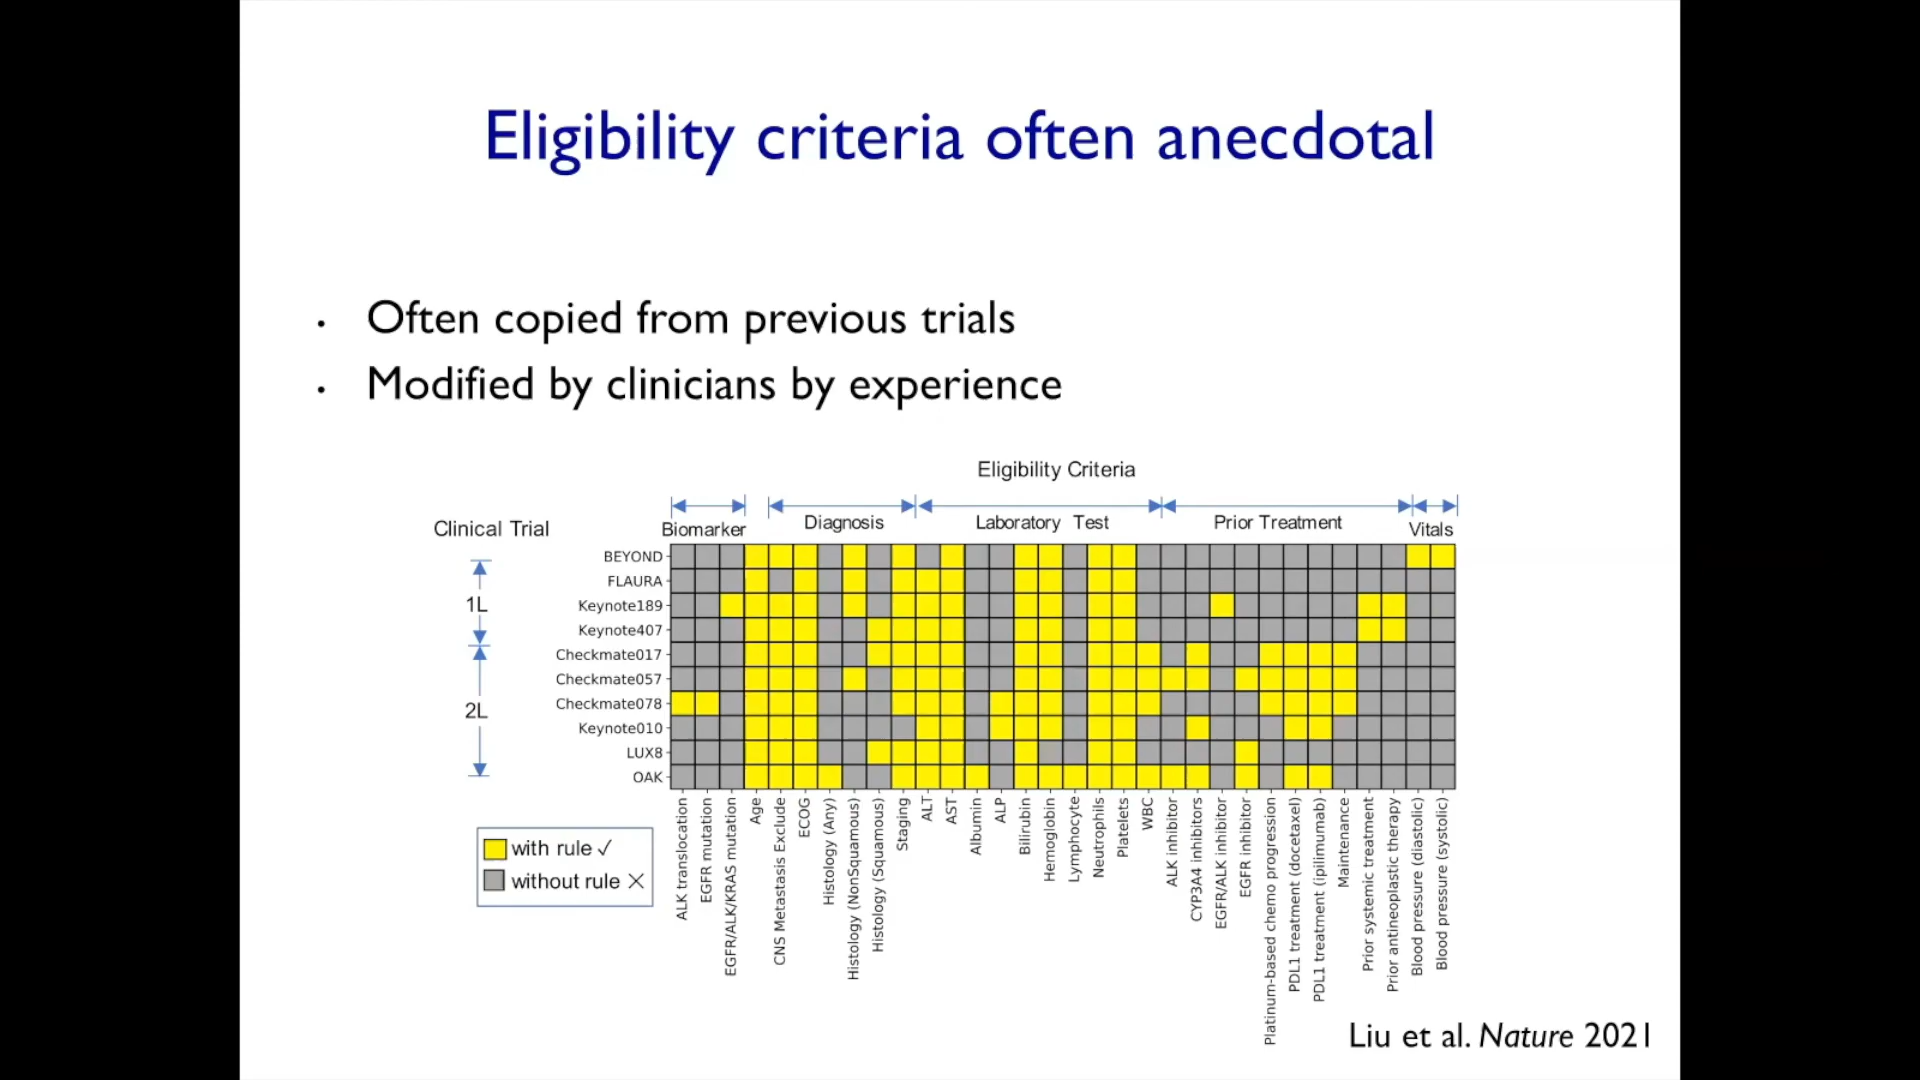 Eligibility criteria often anecdotal
• Often copied from previous trials
• Modified by clinicians by experience
Eligibility Criteria
Clinical Trial
Biomarker
Diagnosis
Laboratory Test
Prior Treatment
Vitals
1L
2L
BEYOND
FLAURA
Keynote189
Keynote407
Checkmate017
Checkmate057
Checkmate078
Keynote010
LUX8
OAK
with rule ✓
without rule ✕
ALK translocation
EGFR mutation
EGFR/ALK/KRAS mutation
Age
CNS Metastasis Exclude
ECOG
Histology (Any)
Histology (NonSquamous)
Histology (Squamous)
Staging
ALT
AST
Albumin
ALP
Bilirubin
Hemoglobin
Lymphocyte
Neutrophils
Platelets
WBC
ALK inhibitor
CYP3A4 inhibitors
EGFR/ALK inhibitor
EGFR inhibitor
Platinum-based chemo progression
PDL1 treatment (docetaxel)
PDL1 treatment (ipilimumab)
Maintenance
Prior systemic treatment
Prior antineoplastic therapy
Blood pressure (diastolic)
Blood pressure (systolic)
Liu et al. Nature 2021